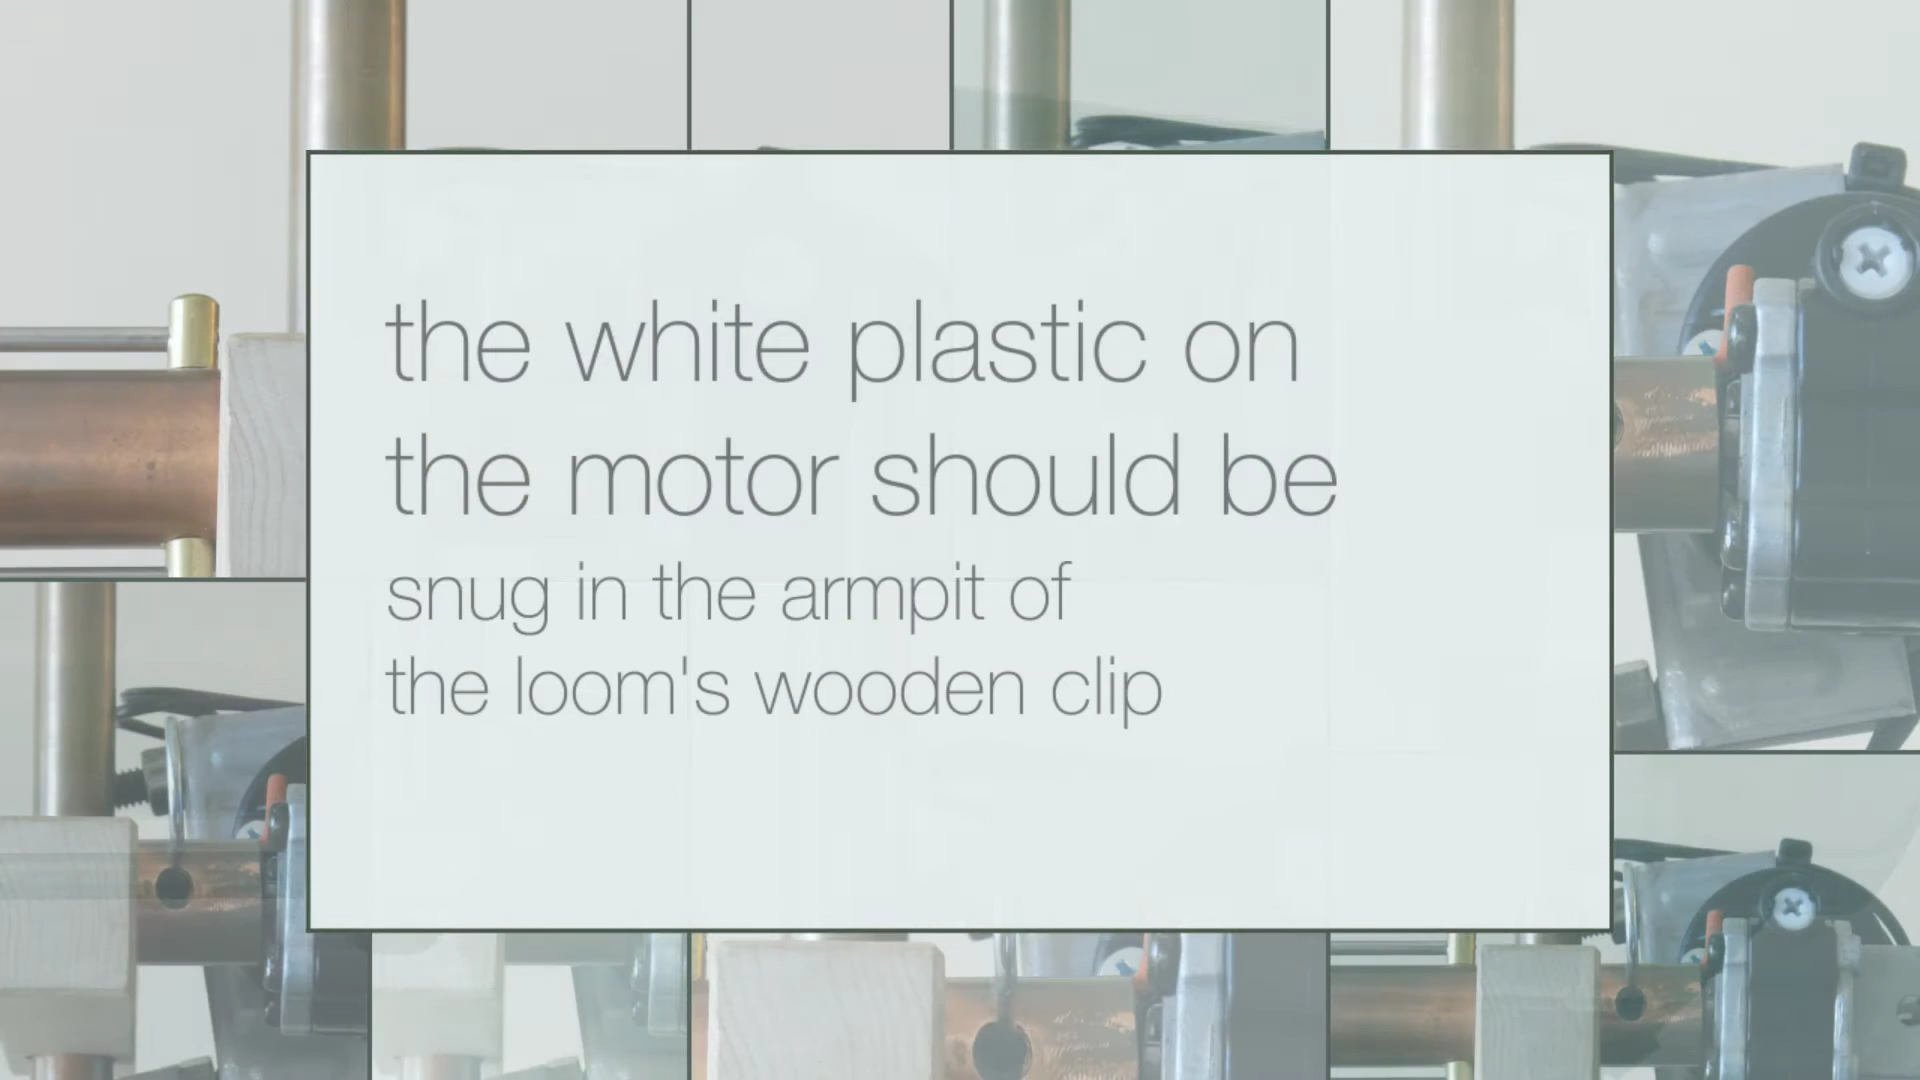 the white plastic on
the motor should be
snug in the armpit of
the loom's wooden clip